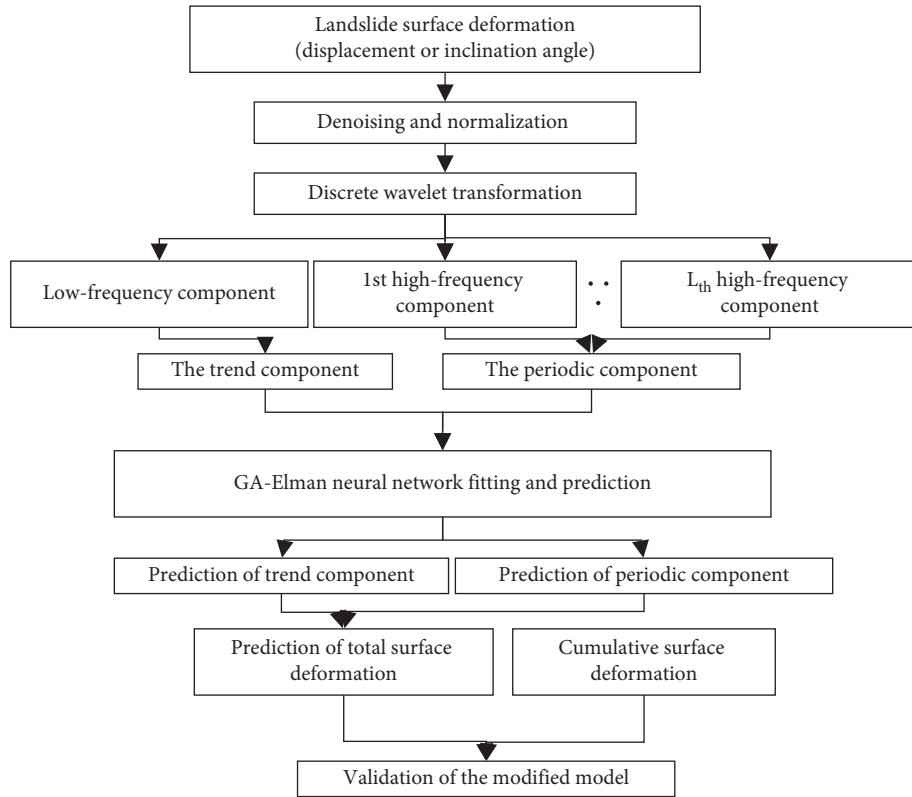 Landslide surface deformation
(displacement or inclination angle)
Denoising and normalization
Discrete wavelet transformation
Low-frequency component
1st high-frequency
component
Lth high-frequency
component
The trend component
The periodic component
GA-Elman neural network fitting and prediction
Prediction of trend component
Prediction of periodic component
Prediction of total surface
deformation
Cumulative surface
deformation
Validation of the modified model